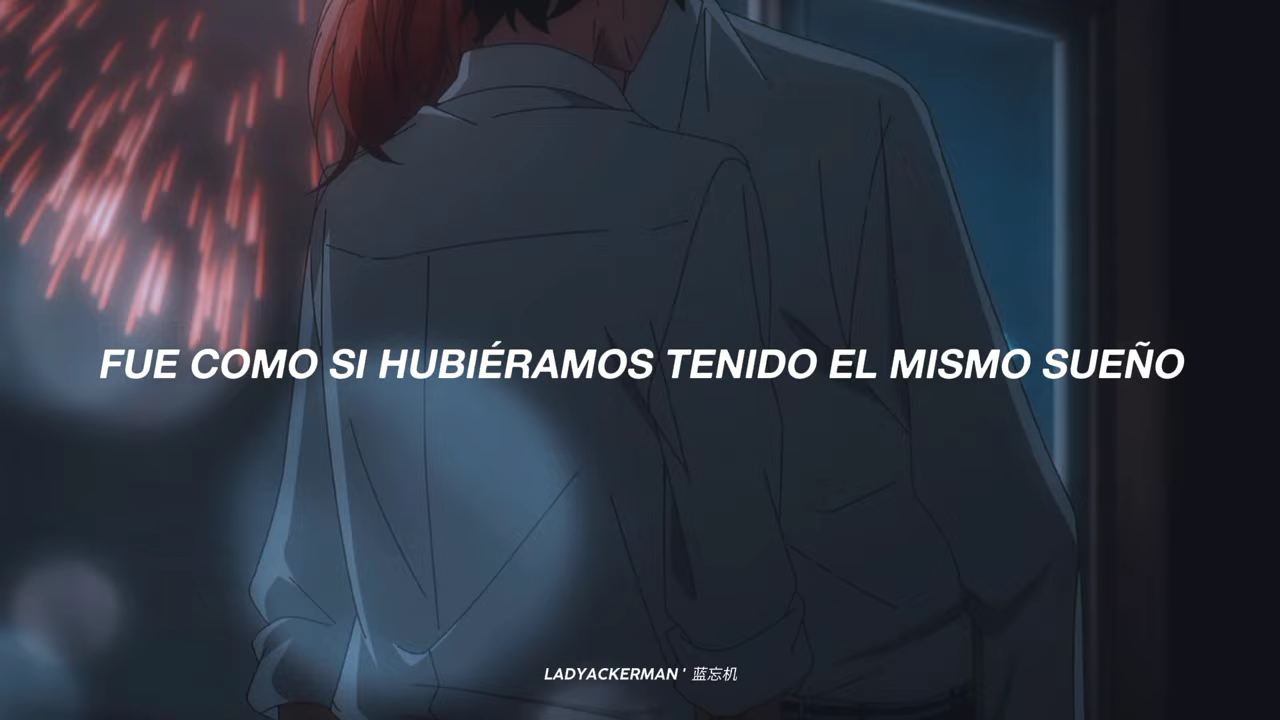 FUE COMO SI HUBIÉRAMOS TENIDO EL MISMO SUEÑO
LADYACKERMAN ' 蓝忘机